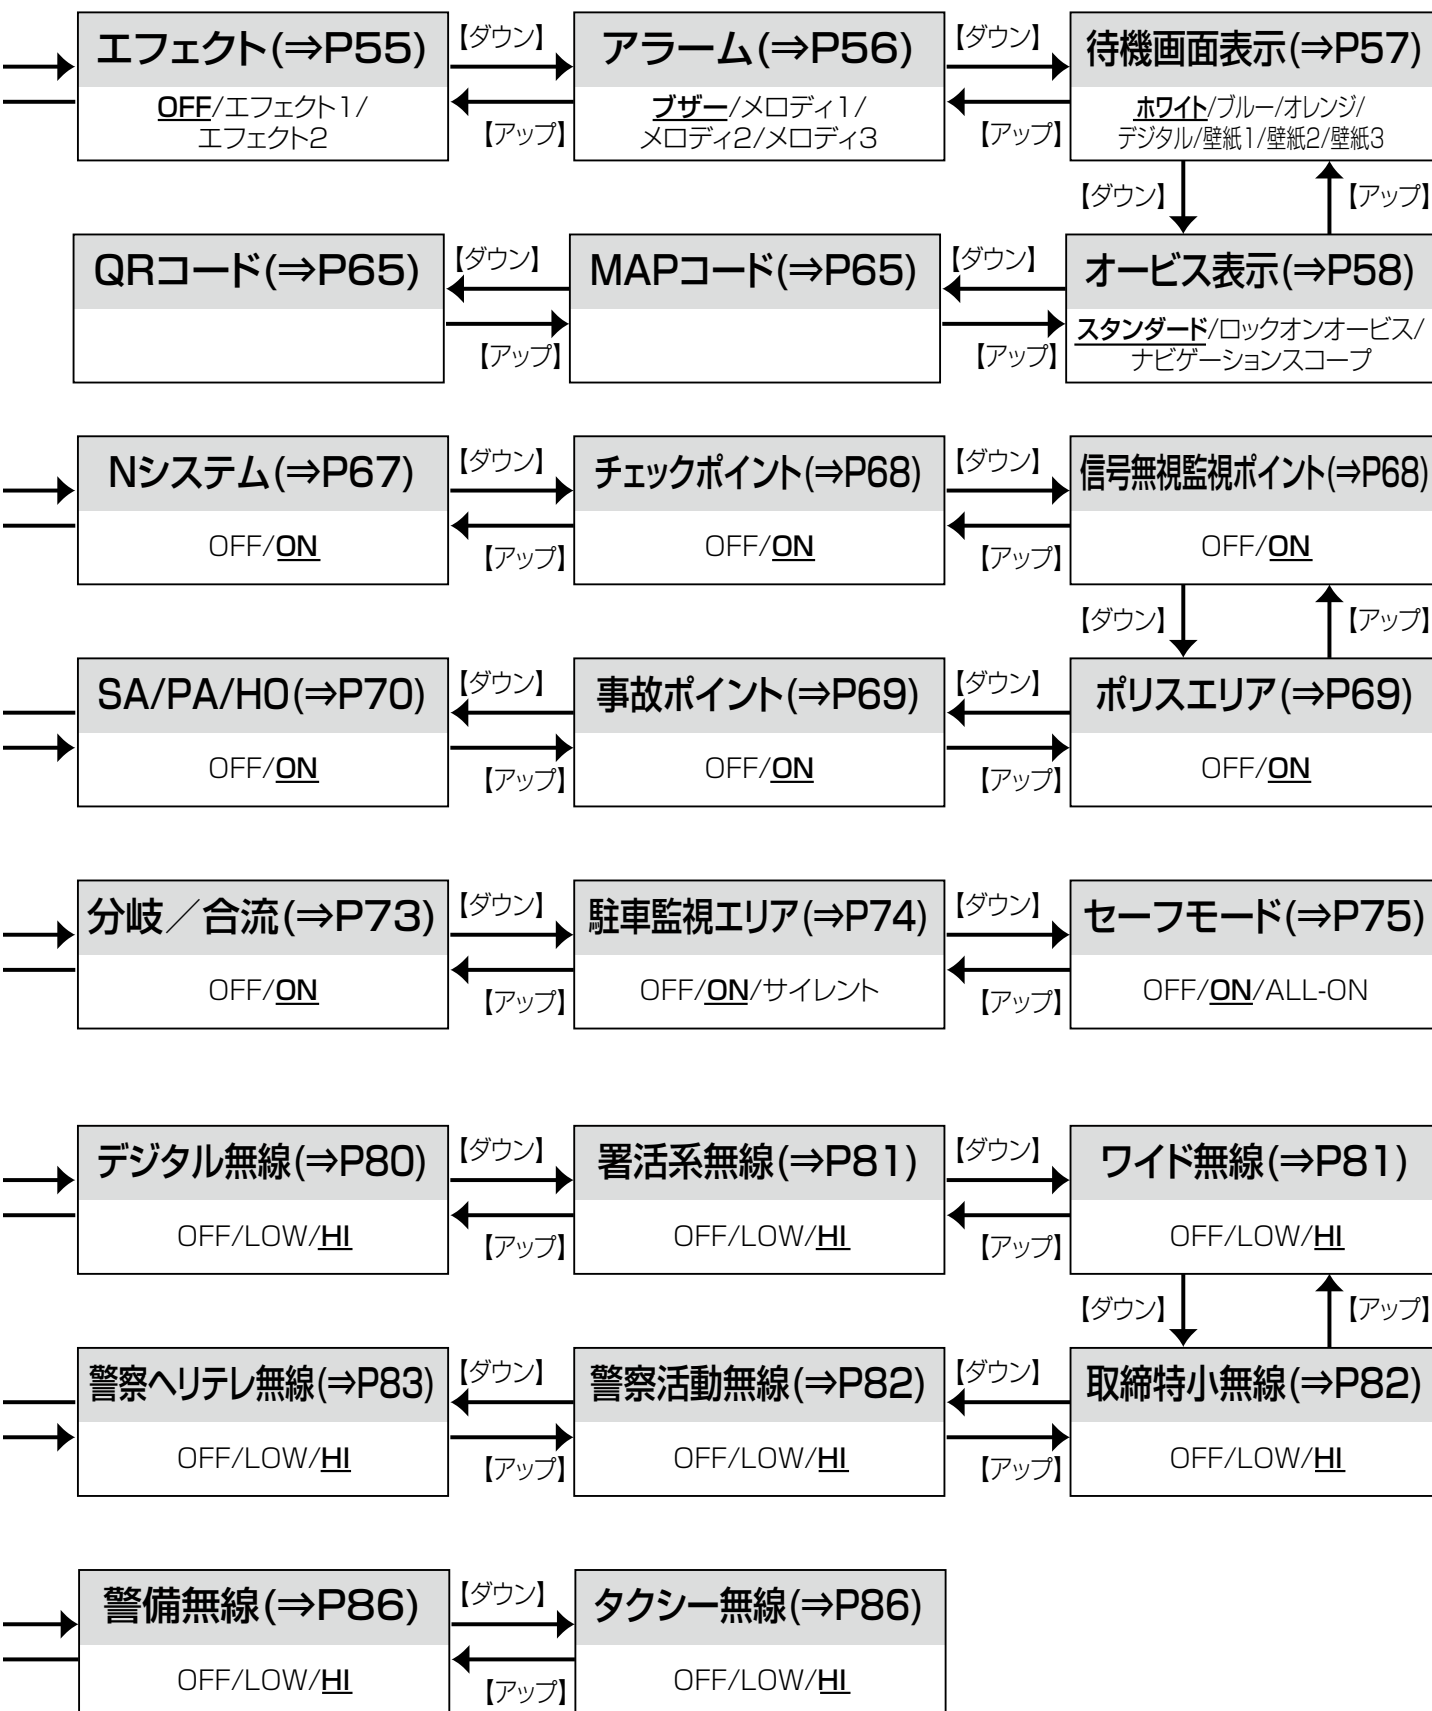 エフェクト(⇒P55)
OFF/エフェクト1/
エフェクト2
【ダウン】
【アップ】
アラーム(⇒P56)
ブザー/メロディ1/
メロディ2/メロディ3
【ダウン】
【アップ】
待機画面表示(⇒P57)
ホワイト/ブルー/オレンジ/
デジタル/壁紙1/壁紙2/壁紙3
【ダウン】
【アップ】
QRコード(⇒P65)
【ダウン】
【アップ】
MAPコード(⇒P65)
【ダウン】
【アップ】
オービス表示(⇒P58)
スタンダード/ロックオンオービス/
ナビゲーションスコープ
Nシステム(⇒P67)
OFF/ON
【ダウン】
【アップ】
チェックポイント(⇒P68)
OFF/ON
【ダウン】
【アップ】
信号無視監視ポイント(⇒P68)
OFF/ON
【ダウン】
【アップ】
SA/PA/HO(⇒P70)
OFF/ON
【ダウン】
【アップ】
事故ポイント(⇒P69)
OFF/ON
【ダウン】
【アップ】
ポリスエリア(⇒P69)
OFF/ON
分岐／合流(⇒P73)
OFF/ON
【ダウン】
【アップ】
駐車監視エリア(⇒P74)
OFF/ON/サイレント
【ダウン】
【アップ】
セーフモード(⇒P75)
OFF/ON/ALL-ON
デジタル無線(⇒P80)
OFF/LOW/HI
【ダウン】
【アップ】
署活系無線(⇒P81)
OFF/LOW/HI
【ダウン】
【アップ】
ワイド無線(⇒P81)
OFF/LOW/HI
【ダウン】
【アップ】
警察ヘリテレ無線(⇒P83)
OFF/LOW/HI
【ダウン】
【アップ】
警察活動無線(⇒P82)
OFF/LOW/HI
【ダウン】
【アップ】
取締特小無線(⇒P82)
OFF/LOW/HI
警備無線(⇒P86)
OFF/LOW/HI
【ダウン】
【アップ】
タクシー無線(⇒P86)
OFF/LOW/HI